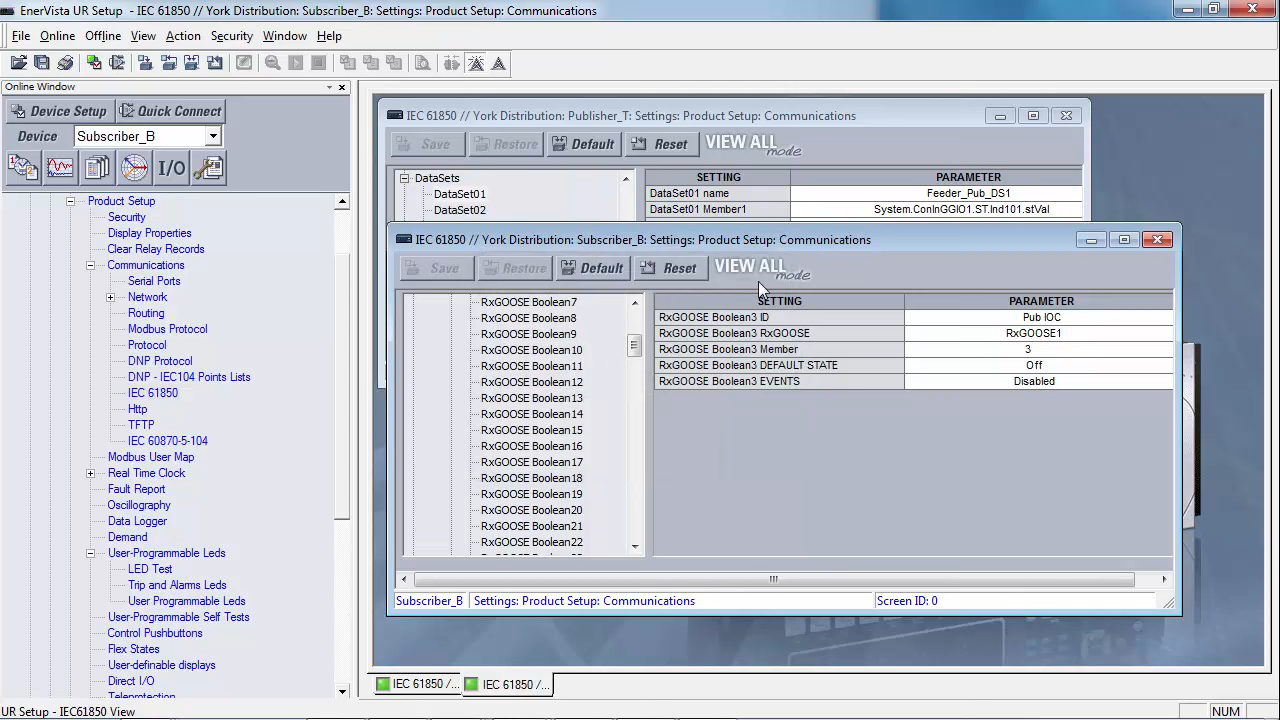 EnerVista UR Setup - IEC 61850 // York Distribution: Subscriber_B: Settings: Product Setup: Communications
File Online Offline View Action Security Window Help
Online Window
Device Setup Quick Connect
Device Subscriber_B
I/O
Product Setup
Security
Display Properties
Clear Relay Records
Communications
Serial Ports
Network
Routing
Modbus Protocol
Protocol
DNP Protocol
DNP - IEC104 Points Lists
IEC 61850
Http
TFTP
IEC 60870-5-104
Modbus User Map
Real Time Clock
Fault Report
Oscillography
Data Logger
Demand
User-Programmable Leds
LED Test
Trip and Alarms Leds
User Programmable Leds
User-Programmable Self Tests
Control Pushbuttons
Flex States
User-definable displays
Direct I/O
Teleprotection
IEC 61850 // York Distribution: Publisher_T: Settings: Product Setup: Communications
Save Restore Default Reset VIEW ALL mode
DataSets
DataSet01
DataSet02
SETTING PARAMETER
DataSet01 name Feeder_Pub_DS1
DataSet01 Member1 System.ConInGGIO1.ST.Ind101.stVal
IEC 61850 // York Distribution: Subscriber_B: Settings: Product Setup: Communications
Save Restore Default Reset VIEW ALL mode
RxGOOSE Boolean7
RxGOOSE Boolean8
RxGOOSE Boolean9
RxGOOSE Boolean10
RxGOOSE Boolean11
RxGOOSE Boolean12
RxGOOSE Boolean13
RxGOOSE Boolean14
RxGOOSE Boolean15
RxGOOSE Boolean16
RxGOOSE Boolean17
RxGOOSE Boolean18
RxGOOSE Boolean19
RxGOOSE Boolean20
RxGOOSE Boolean21
RxGOOSE Boolean22
SETTING PARAMETER
RxGOOSE Boolean3 ID Pub IOC
RxGOOSE Boolean3 RxGOOSE RxGOOSE1
RxGOOSE Boolean3 Member 3
RxGOOSE Boolean3 DEFAULT STATE Off
RxGOOSE Boolean3 EVENTS Disabled
Subscriber_B Settings: Product Setup: Communications Screen ID: 0
IEC 61850 /... IEC 61850 /...
UR Setup - IEC61850 View NUM